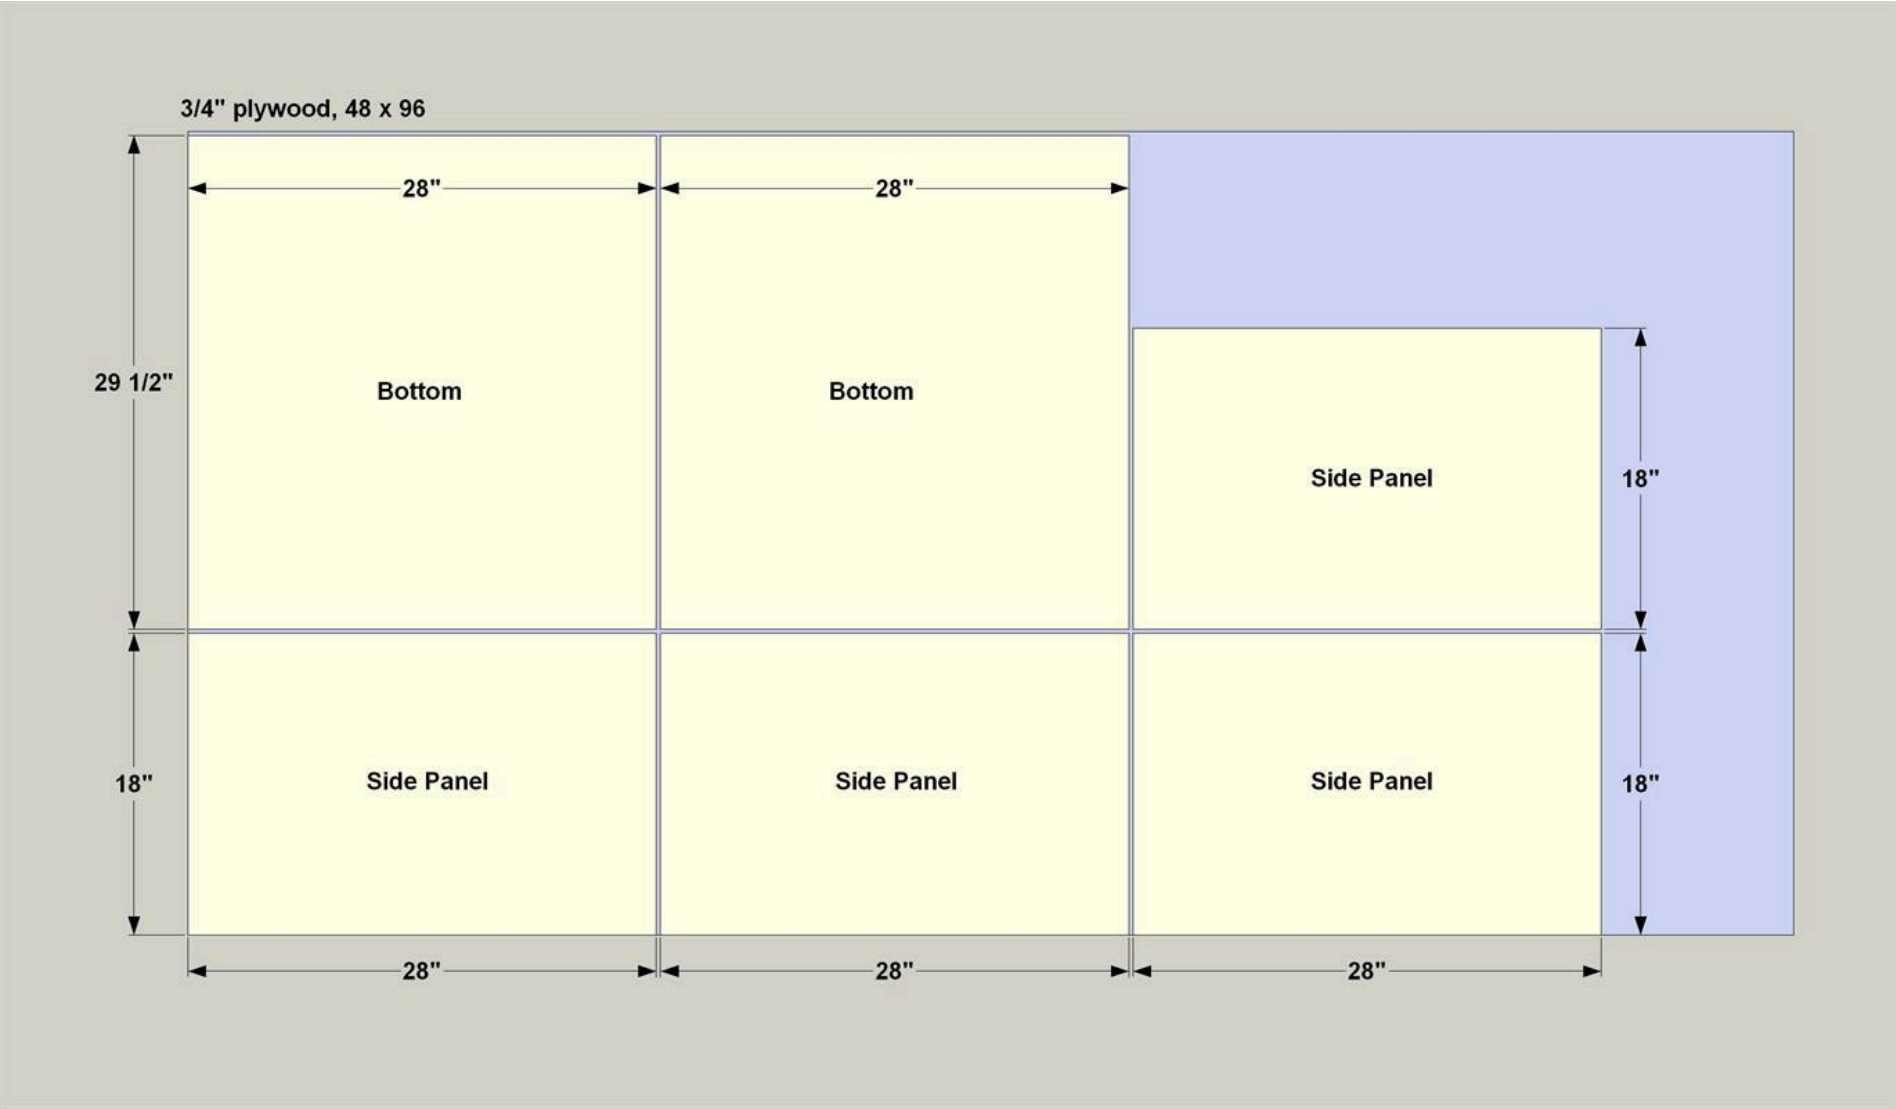 3/4" plywood, 48 x 96
28" 28"
29 1/2" Bottom Bottom
Side Panel 18"
18" Side Panel Side Panel Side Panel 18"
28" 28" 28"